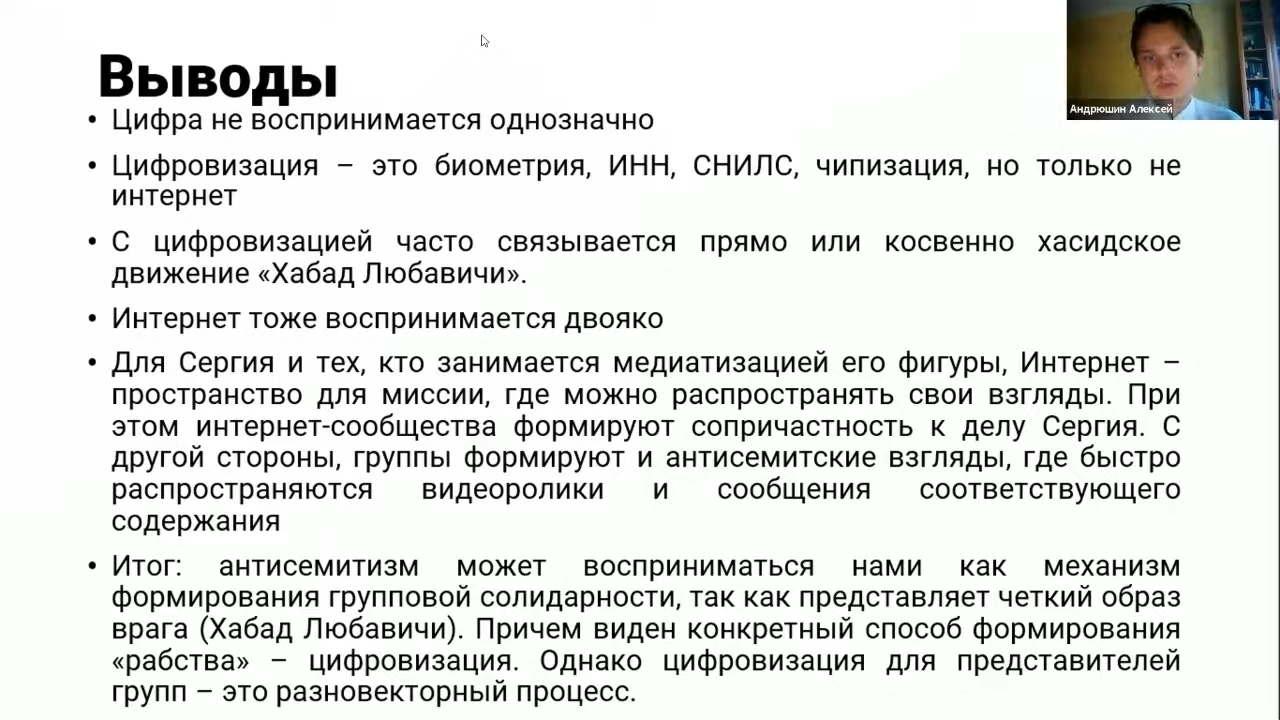 Выводы
• Цифра не воспринимается однозначно
• Цифровизация – это биометрия, ИНН, СНИЛС, чипизация, но только не
интернет
• С цифровизацией часто связывается прямо или косвенно хасидское
движение «Хабад Любавичи».
• Интернет тоже воспринимается двояко
• Для Сергия и тех, кто занимается медиатизацией его фигуры, Интернет –
пространство для миссии, где можно распространять свои взгляды. При
этом интернет-сообщества формируют сопричастность к делу Сергия. С
другой стороны, группы формируют и антисемитские взгляды, где быстро
распространяются видеоролики и сообщения соответствующего
содержания
• Итог: антисемитизм может восприниматься нами как механизм
формирования групповой солидарности, так как представляет четкий образ
врага (Хабад Любавичи). Причем виден конкретный способ формирования
«рабства» – цифровизация. Однако цифровизация для представителей
групп – это разновекторный процесс.
Андрюшин Алексей